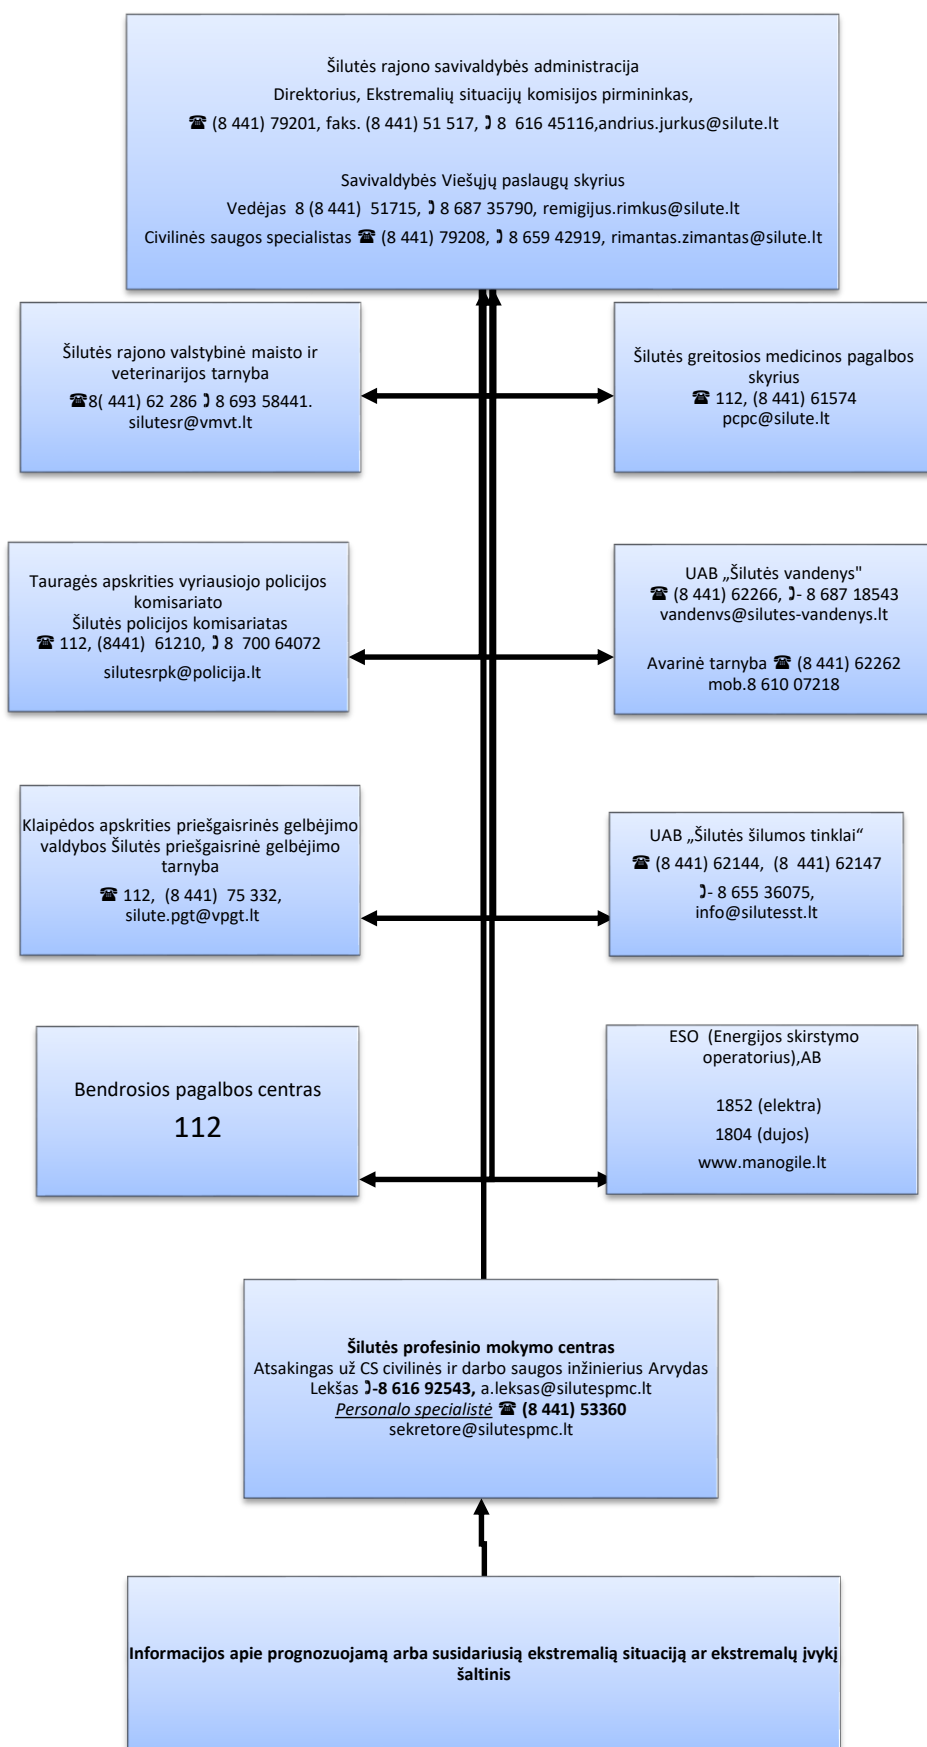 Šilutės rajono savivaldybės administracija
Direktorius, Ekstremalių situacijų komisijos pirmininkas,
☎ (8 441) 79201, faks. (8 441) 51 517, ✆ 8 616 45116,andrius.jurkus@silute.lt
Savivaldybės Viešųjų paslaugų skyrius
Vedėjas 8 (8 441) 51715, ✆ 8 687 35790, remigijus.rimkus@silute.lt
Civilinės saugos specialistas ☎ (8 441) 79208, ✆ 8 659 42919, rimantas.zimantas@silute.lt
Šilutės rajono valstybinė maisto ir
veterinarijos tarnyba
☎8( 441) 62 286 ✆ 8 693 58441.
silutesr@vmvt.lt
Šilutės greitosios medicinos pagalbos
skyrius
☎ 112, (8 441) 61574
pcpc@silute.lt
Tauragės apskrities vyriausiojo policijos
komisariato
Šilutės policijos komisariatas
☎ 112, (8441) 61210, ✆ 8 700 64072
silutesrpk@policija.lt
UAB „Šilutės vandenys"
☎ (8 441) 62266, ✆- 8 687 18543
vandenvs@silutes-vandenys.lt
Avarinė tarnyba ☎ (8 441) 62262
mob.8 610 07218
Klaipėdos apskrities priešgaisrinės gelbėjimo
valdybos Šilutės priešgaisrinė gelbėjimo
tarnyba
☎ 112, (8 441) 75 332,
silute.pgt@vpgt.lt
UAB „Šilutės šilumos tinklai“
☎ (8 441) 62144, (8 441) 62147
✆- 8 655 36075,
info@silutesst.lt
Bendrosios pagalbos centras
112
ESO (Energijos skirstymo
operatorius),AB
1852 (elektra)
1804 (dujos)
www.manogile.lt
Šilutės profesinio mokymo centras
Atsakingas už CS civilinės ir darbo saugos inžinierius Arvydas
Lekšas ✆-8 616 92543, a.leksas@silutespmc.lt
Personalo specialistė ☎ (8 441) 53360
sekretore@silutespmc.lt
Informacijos apie prognozuojamą arba susidariusią ekstremalią situaciją ar ekstremalų įvykį
šaltinis